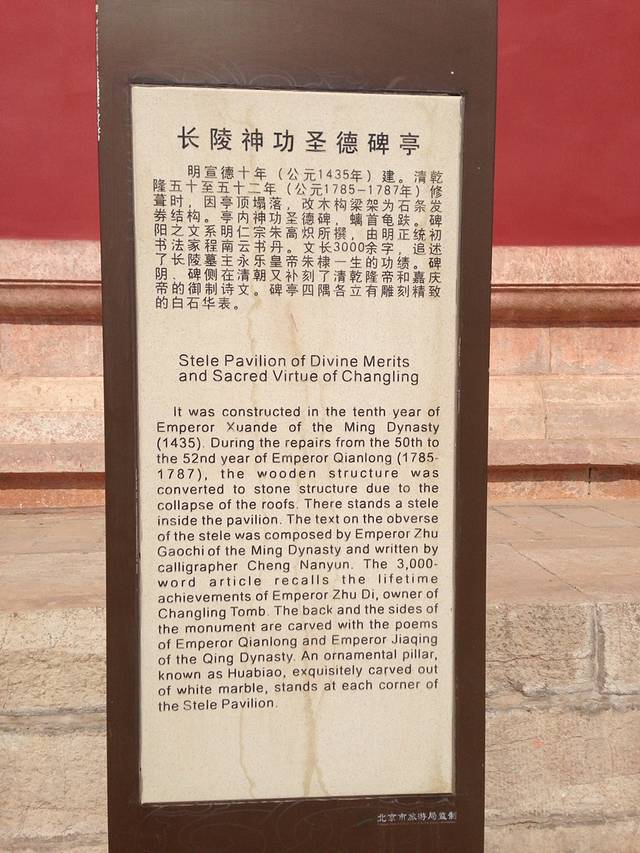 长陵神功圣德碑亭
明宣德十年（公元1435年）建。清乾
隆五十至五十二年（公元1785-1787年）修
葺时，因亭顶塌落，改木构梁架为石条发
券结构。亭内神功圣德碑，螭首龟趺。碑
阳之文系明仁宗朱高炽所撰，由明正统初
书法家程南云书丹。文长3000余字，追述
了长陵墓主永乐皇帝朱棣一生的功绩。碑
阴、碑侧在清朝又补刻了清乾隆帝和嘉庆
帝的御制诗文。碑亭四隅各立有雕刻精致
的白石华表。
Stele Pavilion of Divine Merits
and Sacred Virtue of Changling
It was constructed in the tenth year of
Emperor Xuande of the Ming Dynasty
(1435). During the repairs from the 50th to
the 52nd year of Emperor Qianlong (1785-
1787), the wooden structure was
converted to stone structure due to the
collapse of the roofs. There stands a stele
inside the pavilion. The text on the obverse
of the stele was composed by Emperor Zhu
Gaochi of the Ming Dynasty and written by
calligrapher Cheng Nanyun. The 3,000-
word article recalls the lifetime
achievements of Emperor Zhu Di, owner of
Changling Tomb. The back and the sides of
the monument are carved with the poems
of Emperor Qianlong and Emperor Jiaqing
of the Qing Dynasty. An ornamental pillar,
known as Huabiao, exquisitely carved out
of white marble, stands at each corner of
the Stele Pavilion.
北京市旅游局监制